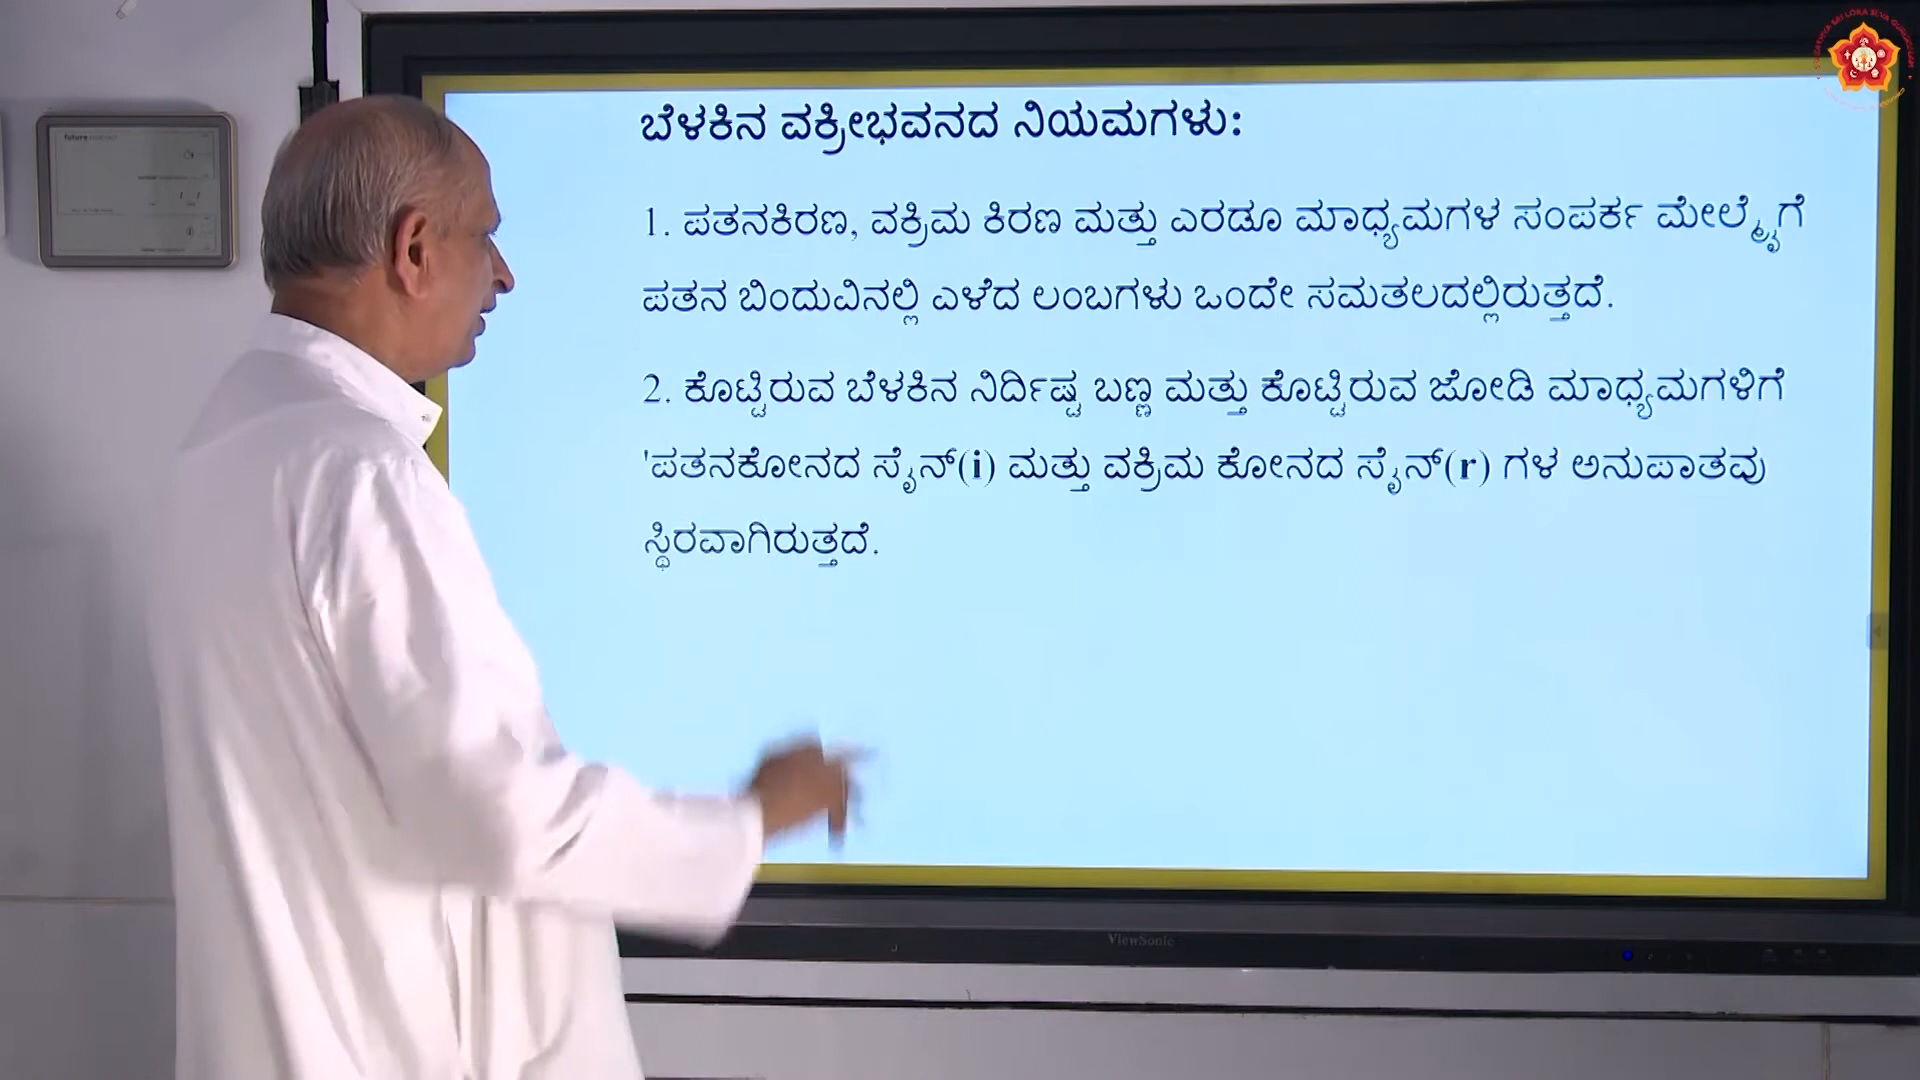 ಬೆಳಕಿನ ವಕ್ರೀಭವನದ ನಿಯಮಗಳು:
1. ಪತನಕಿರಣ, ವಕ್ರಿಮ ಕಿರಣ ಮತ್ತು ಎರಡೂ ಮಾಧ್ಯಮಗಳ ಸಂಪರ್ಕ ಮೇಲ್ಮೈಗೆ
ಪತನ ಬಿಂದುವಿನಲ್ಲಿ ಎಳೆದ ಲಂಬಗಳು ಒಂದೇ ಸಮತಲದಲ್ಲಿರುತ್ತದೆ.
2. ಕೊಟ್ಟಿರುವ ಬೆಳಕಿನ ನಿರ್ದಿಷ್ಟ ಬಣ್ಣ ಮತ್ತು ಕೊಟ್ಟಿರುವ ಜೋಡಿ ಮಾಧ್ಯಮಗಳಿಗೆ
'ಪತನಕೋನದ ಸೈನ್(i) ಮತ್ತು ವಕ್ರಿಮ ಕೋನದ ಸೈನ್(r) ಗಳ ಅನುಪಾತವು
ಸ್ಥಿರವಾಗಿರುತ್ತದೆ.
ViewSonic
future